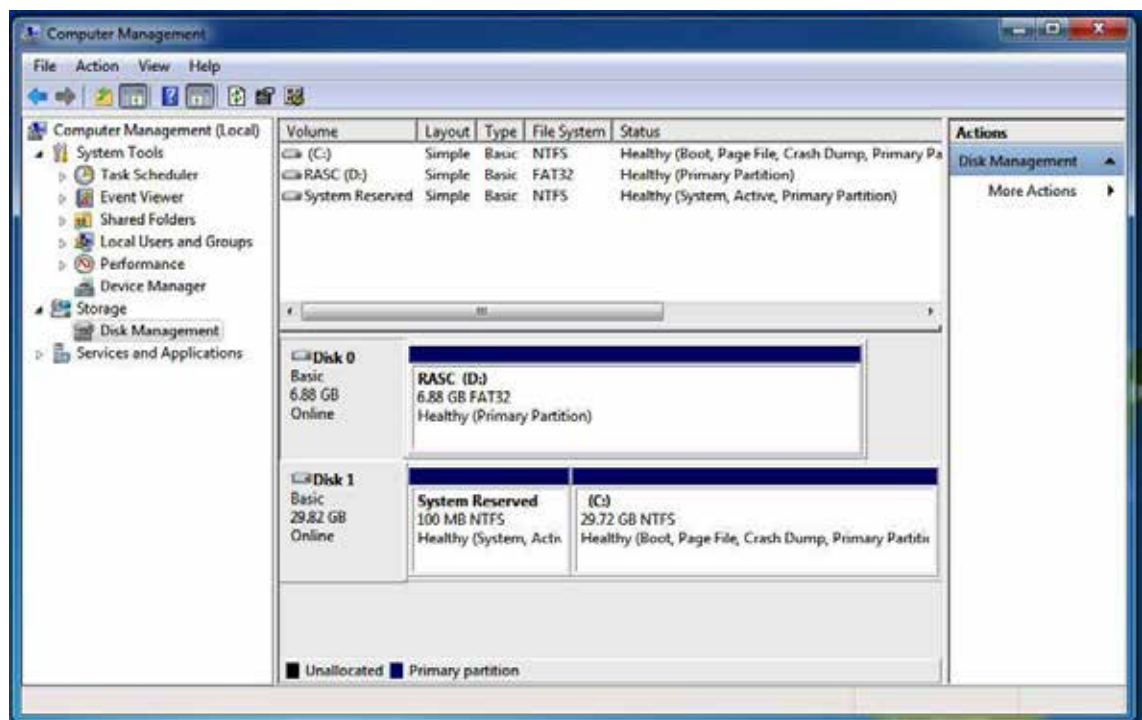 Computer Management
File Action View Help
Computer Management (Local)
System Tools
Task Scheduler
Event Viewer
Shared Folders
Local Users and Groups
Performance
Device Manager
Storage
Disk Management
Services and Applications
Volume Layout Type File System Status
(C:) Simple Basic NTFS Healthy (Boot, Page File, Crash Dump, Primary Pa
RASC (D:) Simple Basic FAT32 Healthy (Primary Partition)
System Reserved Simple Basic NTFS Healthy (System, Active, Primary Partition)
Disk 0
Basic
6.88 GB
Online
RASC (D:)
6.88 GB FAT32
Healthy (Primary Partition)
Disk 1
Basic
29.82 GB
Online
System Reserved
100 MB NTFS
Healthy (System, Activ
(C:)
29.72 GB NTFS
Healthy (Boot, Page File, Crash Dump, Primary Partitio
Unallocated Primary partition
Actions
Disk Management
More Actions